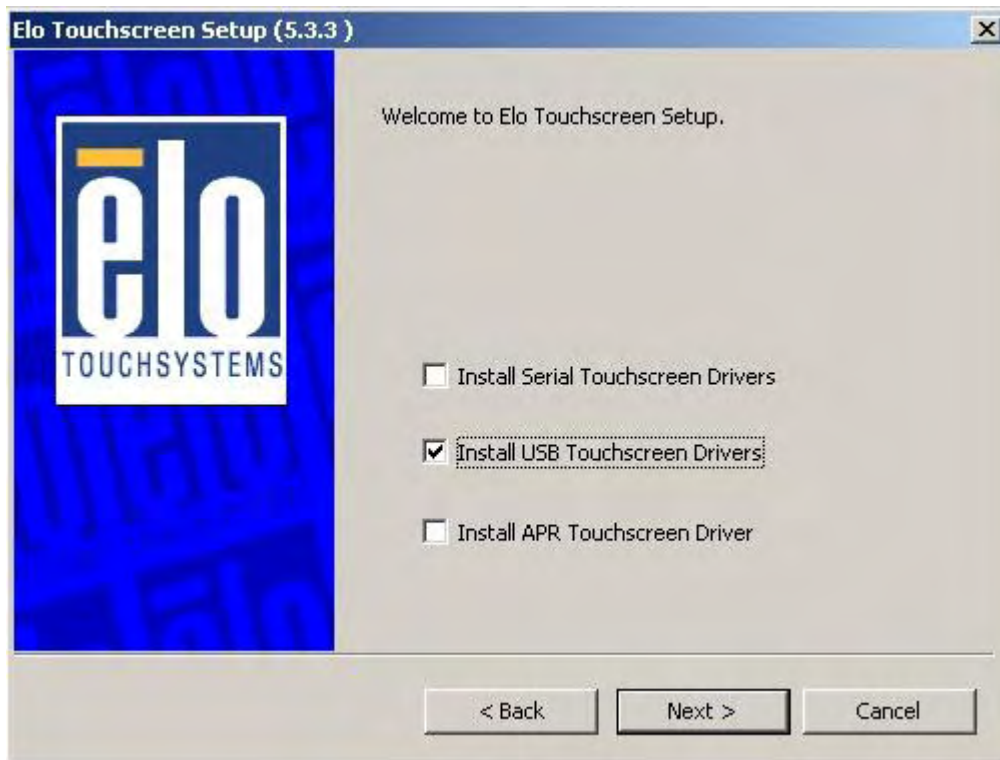 Elo Touchscreen Setup (5.3.3 )
Welcome to Elo Touchscreen Setup.
ēlo
TOUCHSYSTEMS
Install Serial Touchscreen Drivers
Install USB Touchscreen Drivers
Install APR Touchscreen Driver
< Back
Next >
Cancel